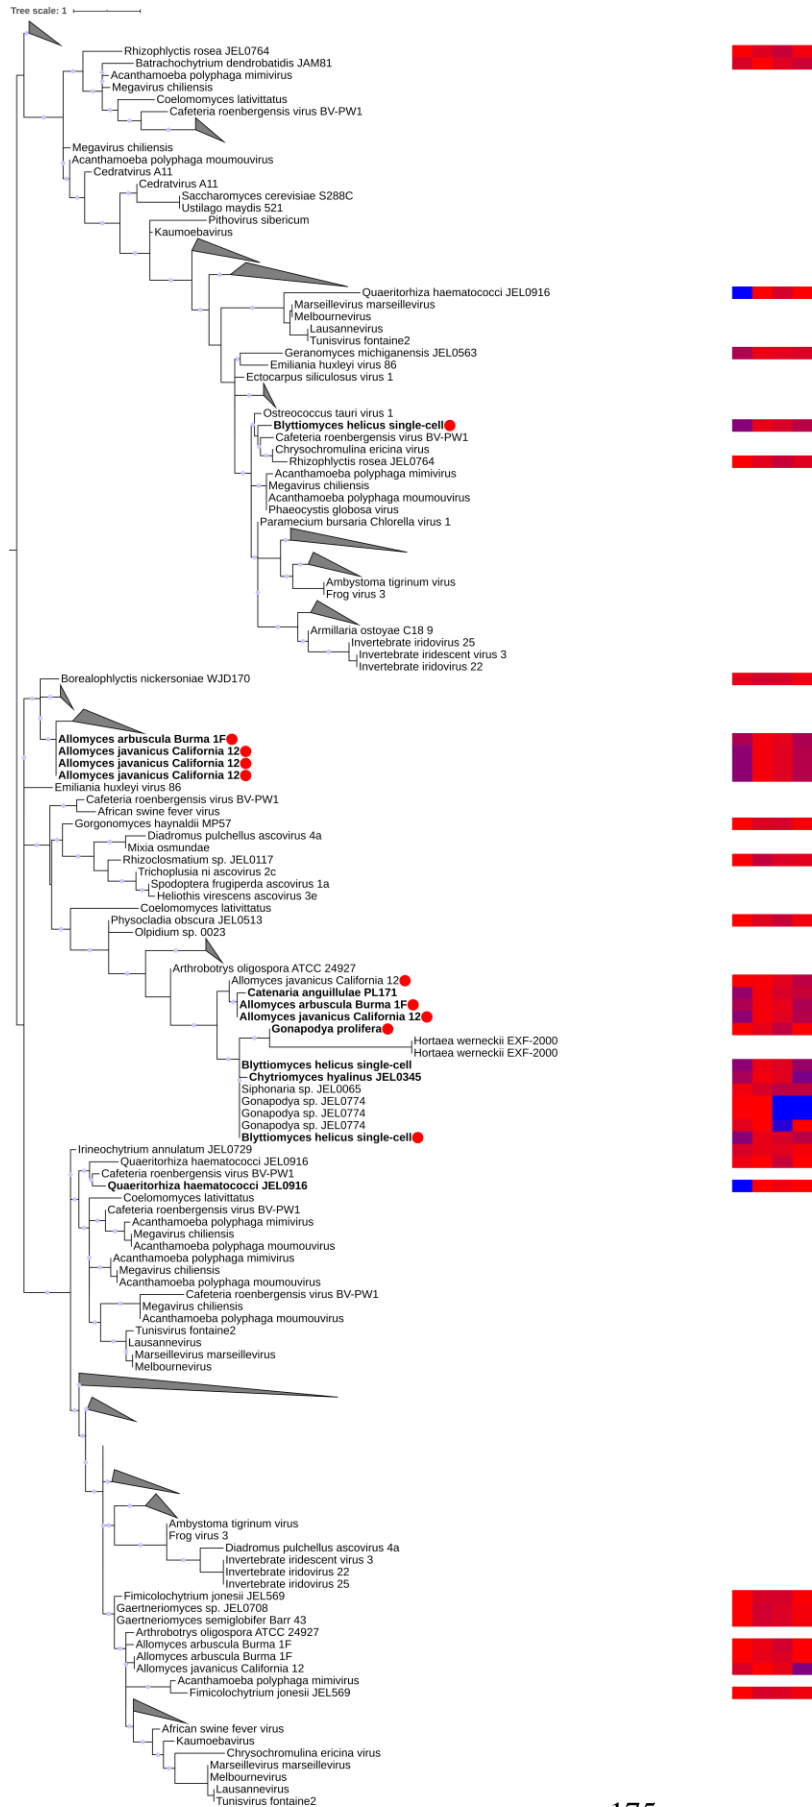 Tree scale: 1
Rhizophlyctis rosea JEL0764
Batrachochytrium dendrobatidis JAM81
Acanthamoeba polyphaga mimivirus
Megavirus chiliensis
Coelomomyces lativittatus
Cafeteria roenbergensis virus BV-PW1
Megavirus chiliensis
Acanthamoeba polyphaga moumouvirus
Cedratvirus A11
Cedratvirus A11
Saccharomyces cerevisiae S288C
Ustilago maydis 521
Pithovirus sibericum
Kaumoebavirus
Quaeritorhiza haematococci JEL0916
Marseillevirus marseillevirus
Melbournevirus
Lausannevirus
Tunisvirus fontaine2
Geranomyces michiganensis JEL0563
Emiliania huxleyi virus 86
Ectocarpus siliculosus virus 1
Ostreococcus tauri virus 1
Blyttiomyces helicus single-cell
Cafeteria roenbergensis virus BV-PW1
Chrysochromulina ericina virus
Rhizophlyctis rosea JEL0764
Acanthamoeba polyphaga mimivirus
Megavirus chiliensis
Acanthamoeba polyphaga moumouvirus
Phaeocystis globosa virus
Paramecium bursaria Chlorella virus 1
Ambystoma tigrinum virus
Frog virus 3
Armillaria ostoyae C18 9
Invertebrate iridovirus 25
Invertebrate iridescent virus 3
Invertebrate iridovirus 22
Borealophlyctis nickersoniae WJD170
Allomyces arbuscula Burma 1F
Allomyces javanicus California 12
Allomyces javanicus California 12
Allomyces javanicus California 12
Emiliania huxleyi virus 86
Cafeteria roenbergensis virus BV-PW1
African swine fever virus
Gorgonomyces haynaldii MP57
Diadromus pulchellus ascovirus 4a
Mixia osmundae
Rhizoclosmatium sp. JEL0117
Trichoplusia ni ascovirus 2c
Spodoptera frugiperda ascovirus 1a
Heliothis virescens ascovirus 3e
Coelomomyces lativittatus
Physocladia obscura JEL0513
Olpidium sp. 0023
Arthrobotrys oligospora ATCC 24927
Allomyces javanicus California 12
Catenaria anguillulae PL171
Allomyces arbuscula Burma 1F
Allomyces javanicus California 12
Gonapodya prolifera
Hortaea werneckii EXF-2000
Hortaea werneckii EXF-2000
Blyttiomyces helicus single-cell
Chytriomyces hyalinus JEL0345
Siphonaria sp. JEL0065
Gonapodya sp. JEL0774
Gonapodya sp. JEL0774
Gonapodya sp. JEL0774
Blyttiomyces helicus single-cell
Irineochytrium annulatum JEL0729
Quaeritorhiza haematococci JEL0916
Cafeteria roenbergensis virus BV-PW1
Quaeritorhiza haematococci JEL0916
Coelomomyces lativittatus
Cafeteria roenbergensis virus BV-PW1
Acanthamoeba polyphaga mimivirus
Megavirus chiliensis
Acanthamoeba polyphaga moumouvirus
Acanthamoeba polyphaga mimivirus
Megavirus chiliensis
Acanthamoeba polyphaga moumouvirus
Cafeteria roenbergensis virus BV-PW1
Megavirus chiliensis
Acanthamoeba polyphaga moumouvirus
Tunisvirus fontaine2
Lausannevirus
Marseillevirus marseillevirus
Melbournevirus
Ambystoma tigrinum virus
Frog virus 3
Diadromus pulchellus ascovirus 4a
Invertebrate iridescent virus 3
Invertebrate iridovirus 22
Invertebrate iridovirus 25
Fimicolochytrium jonesii JEL569
Gaertneriomyces sp. JEL0708
Gaertneriomyces semiglobifer Barr 43
Arthrobotrys oligospora ATCC 24927
Allomyces arbuscula Burma 1F
Allomyces arbuscula Burma 1F
Allomyces javanicus California 12
Acanthamoeba polyphaga mimivirus
Fimicolochytrium jonesii JEL569
African swine fever virus
Kaumoebavirus
Chrysochromulina ericina virus
Marseillevirus marseillevirus
Melbournevirus
Lausannevirus
Tunisvirus fontaine2